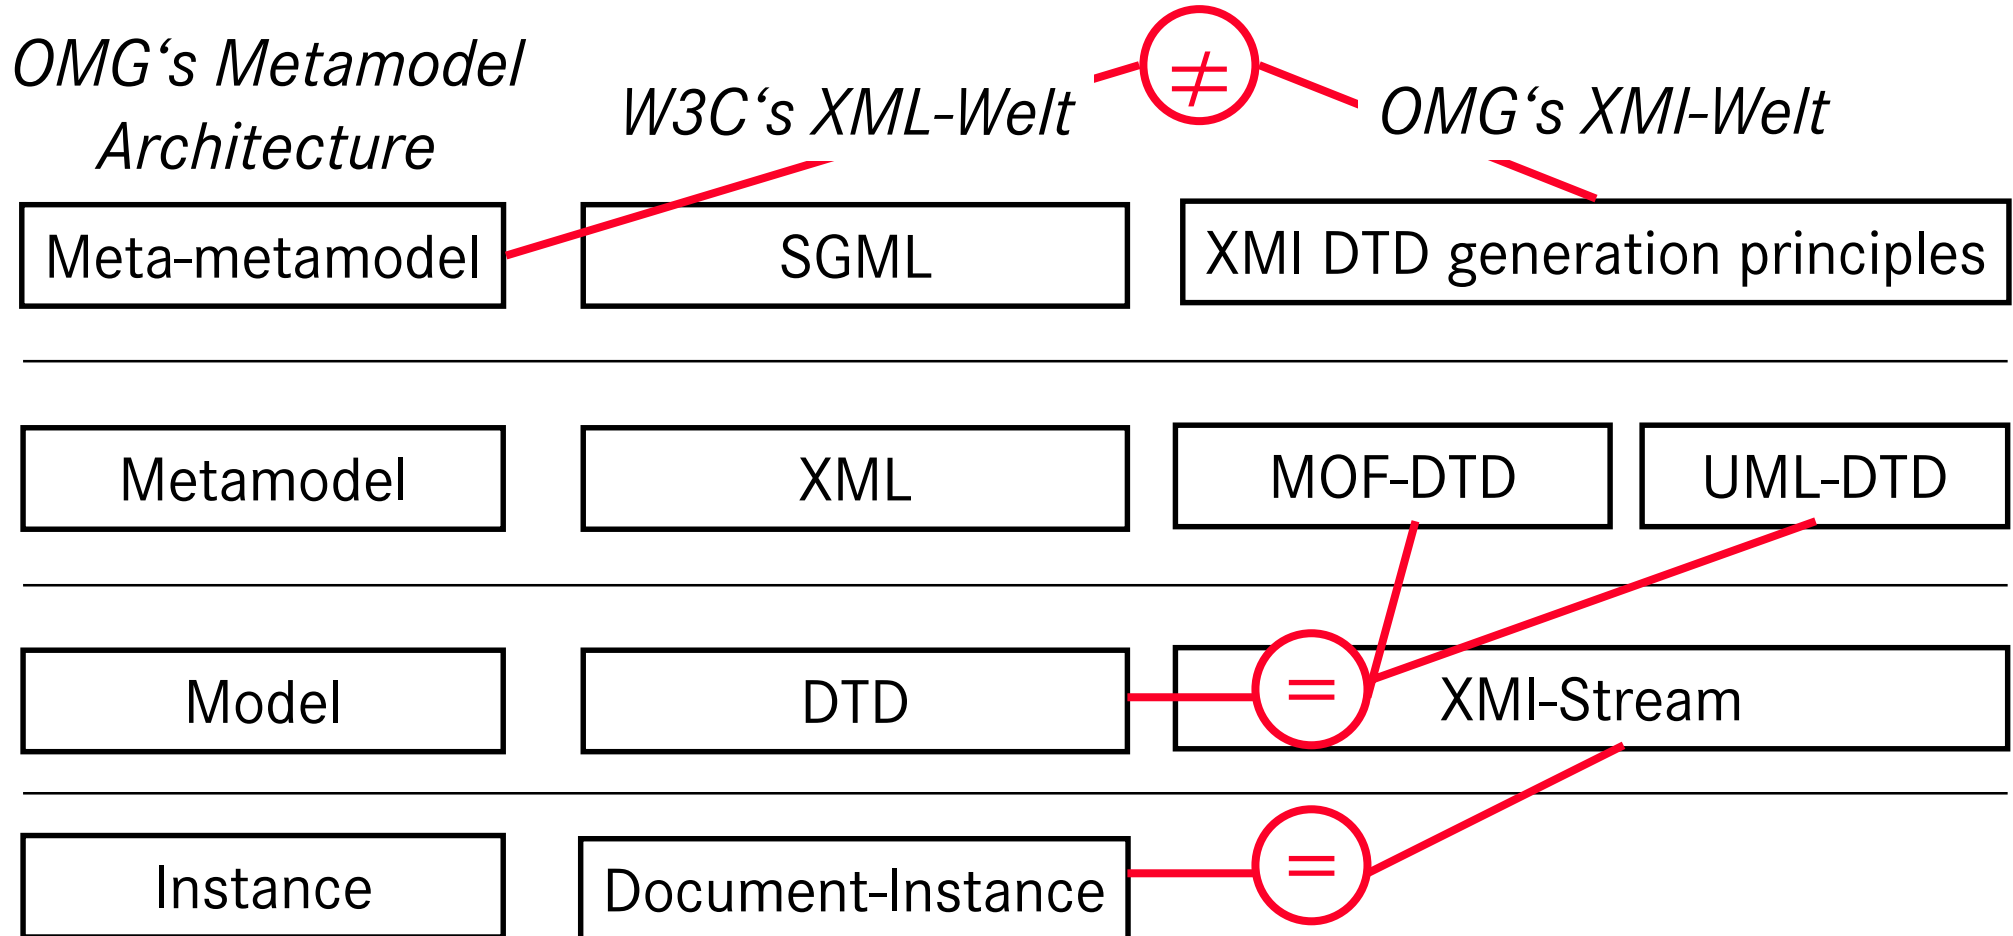 OMG‘s Metamodel
Architecture
W3C‘s XML-Welt
≠
OMG‘s XMI-Welt
Meta-metamodel
SGML
XMI DTD generation principles
Metamodel
XML
MOF-DTD
UML-DTD
Model
DTD
=
XMI-Stream
Instance
Document-Instance
=